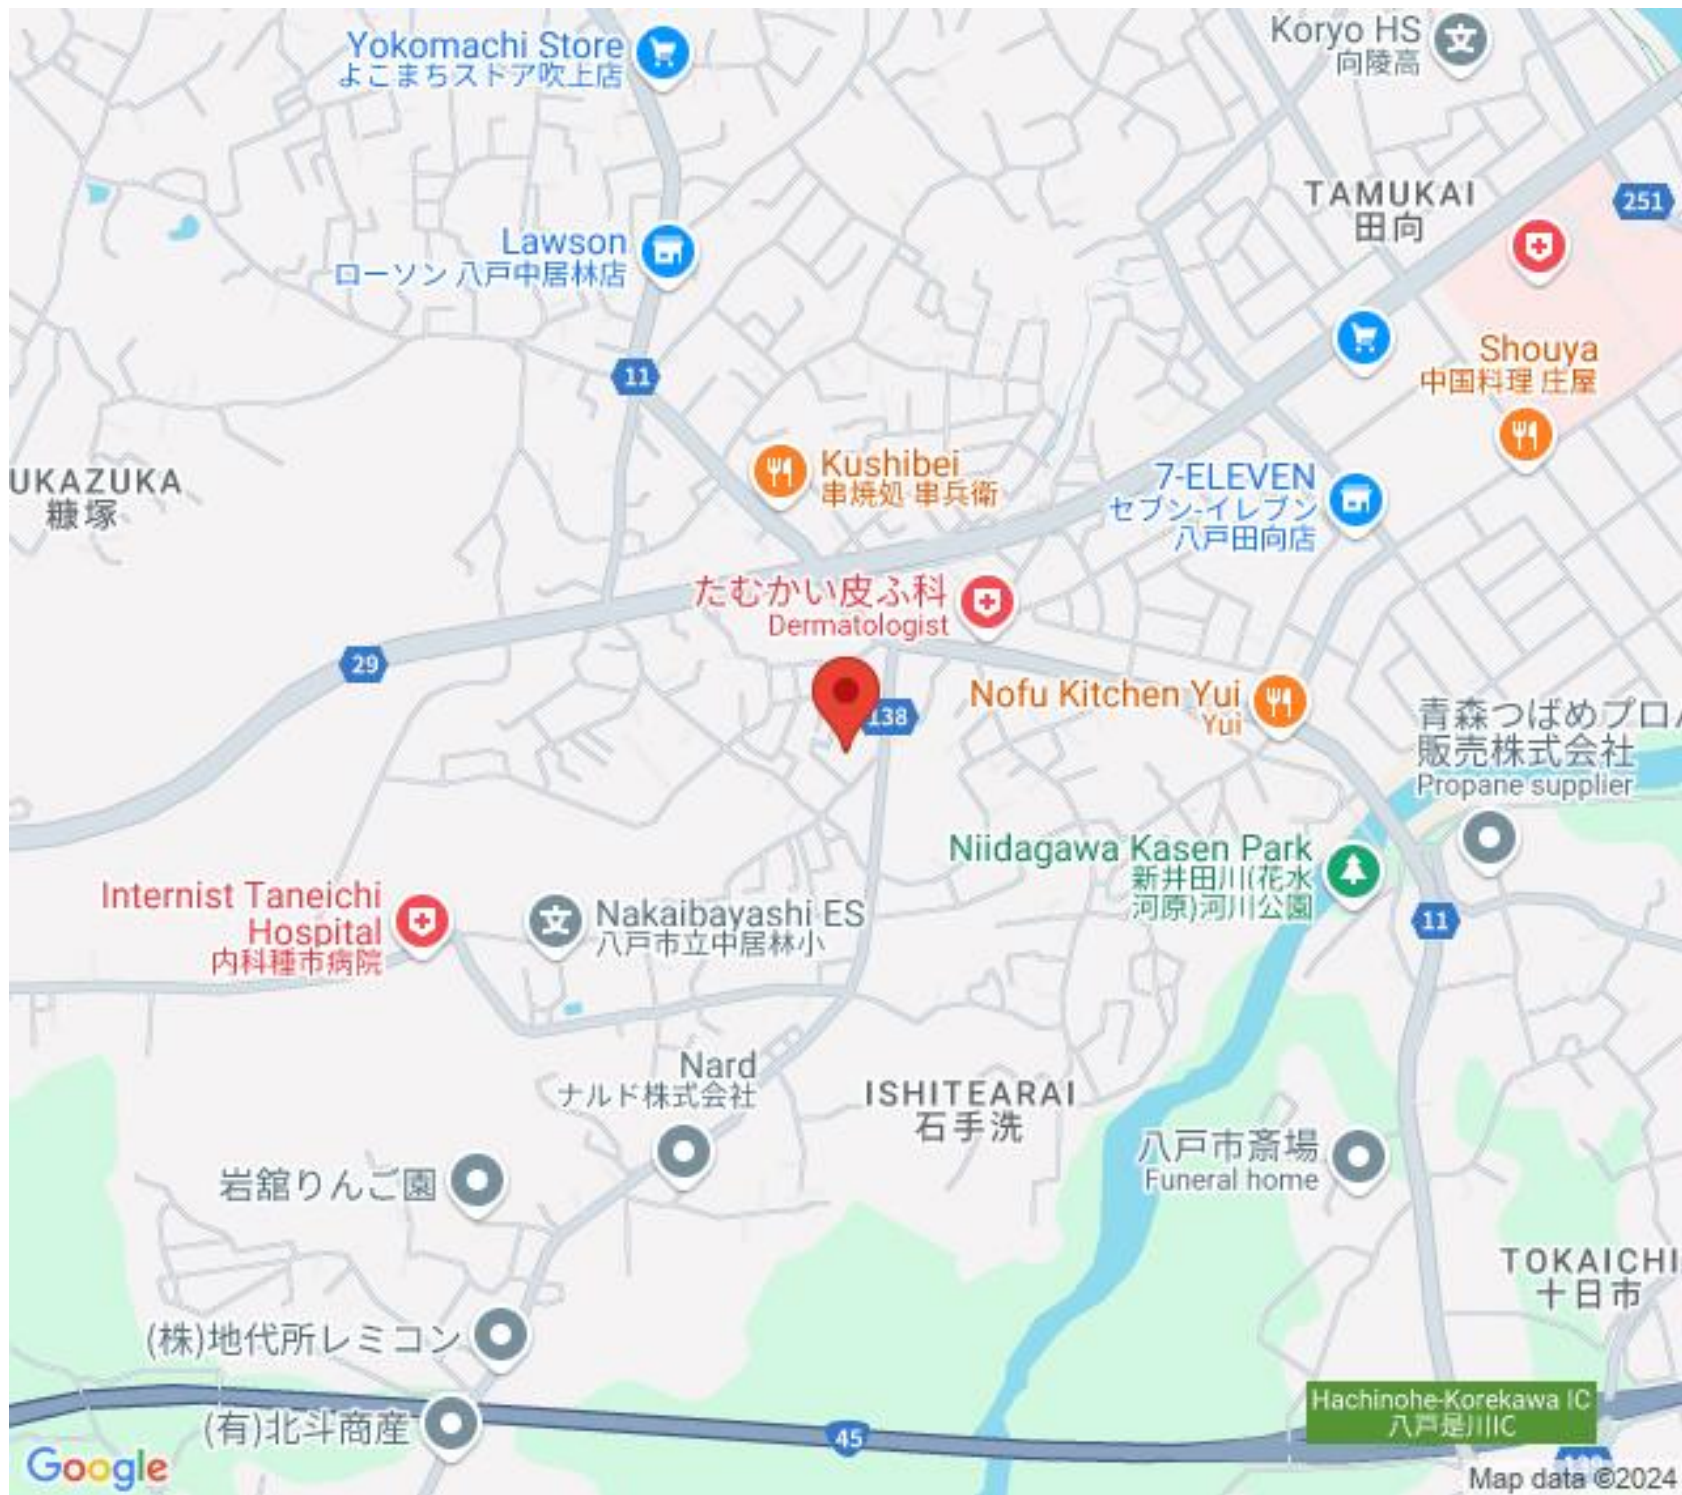 Yokomachi Store
よこまちストア吹上店
Koryo HS
向陵高
TAMUKAI
田向
251
Lawson
ローソン 八戸中居林店
Shouya
中国料理 庄屋
11
Kushibei
串焼処 串兵衛
7-ELEVEN
セブン-イレブン
八戸田向店
UKAZUKA
糠塚
たむかい皮ふ科
Dermatologist
29
138
Nofu Kitchen Yui
Yui
青森つばめプロ
販売株式会社
Propane supplier
Niidagawa Kasen Park
新井田川(花水
河原)河川公園
Internist Taneichi
Hospital
内科種市病院
Nakaibayashi ES
八戸市立中居林小
11
Nard
ナルド株式会社
ISHITEARAI
石手洗
八戸市斎場
Funeral home
岩舘りんご園
TOKAICHI
十日市
(株)地代所レミコン
(有)北斗商産
45
Hachinohe-Korekawa IC
八戸是川IC
Google
Map data ©2024